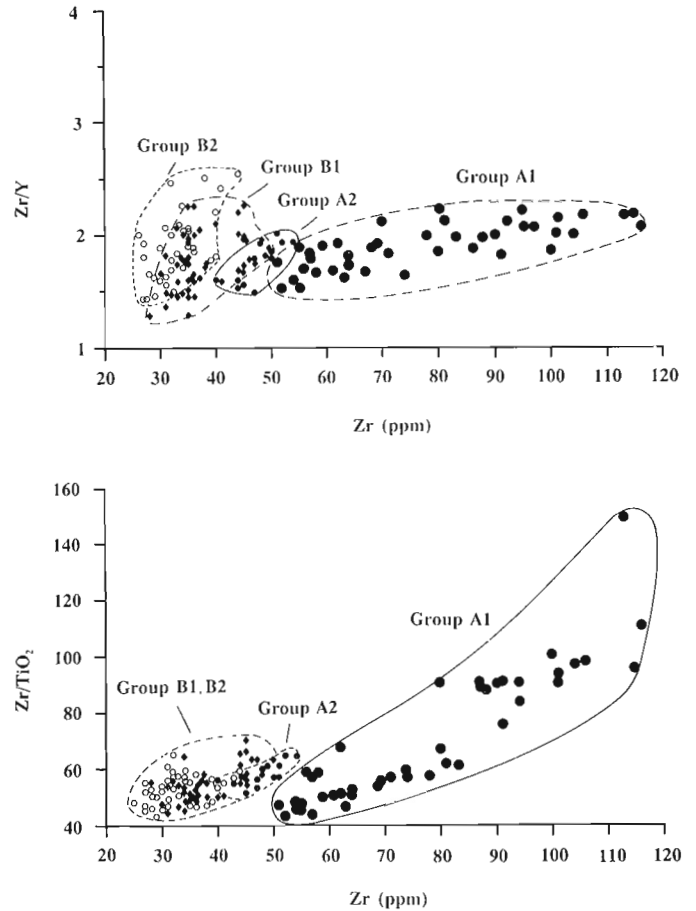 4
3
2
1
Zr/Y
Group B2
Group B1
Group A2
Group A1
20 30 40 50 60 70 80 90 100 110 120
Zr (ppm)
160
140
120
100
80
60
40
Zr/TiO₂
Group A1
Group B1, B2
Group A2
20 30 40 50 60 70 80 90 100 110 120
Zr (ppm)